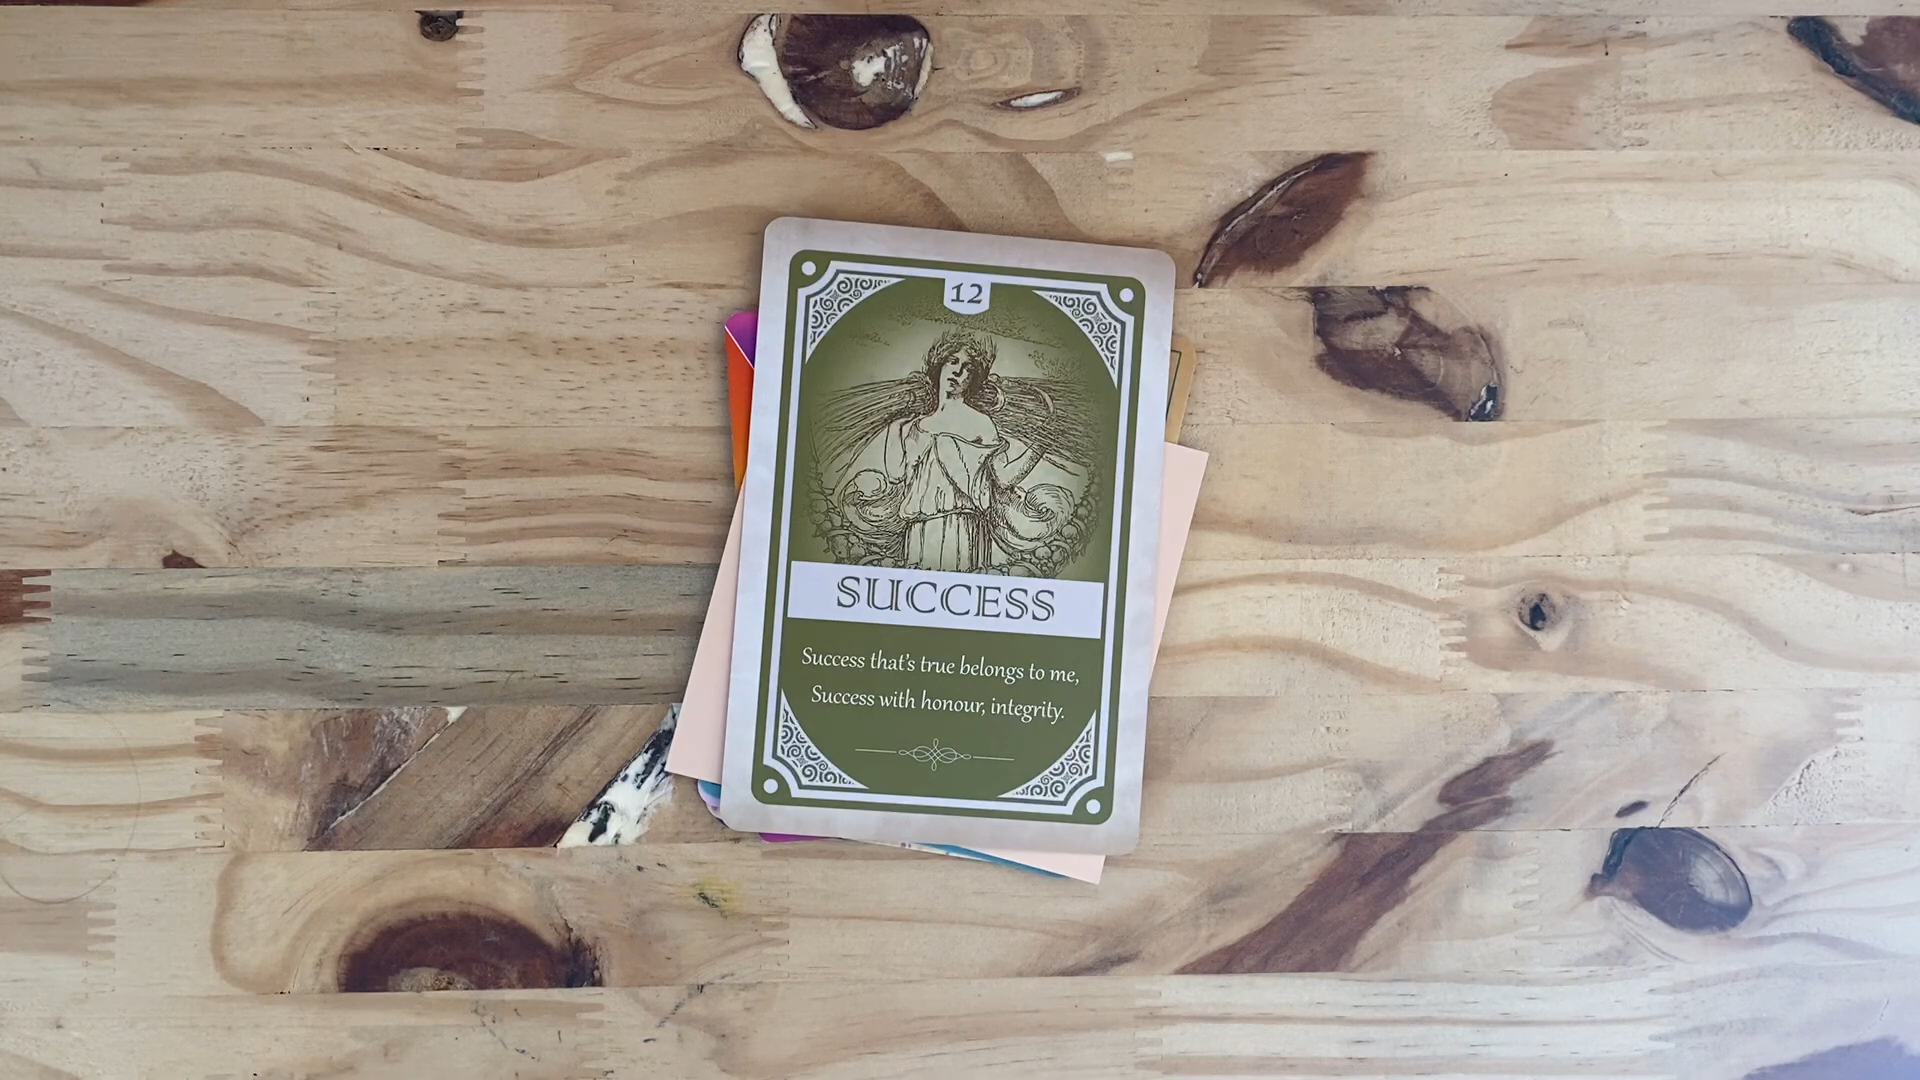 12
SUCCESS
Success that's true belongs to me,
Success with honour, integrity.